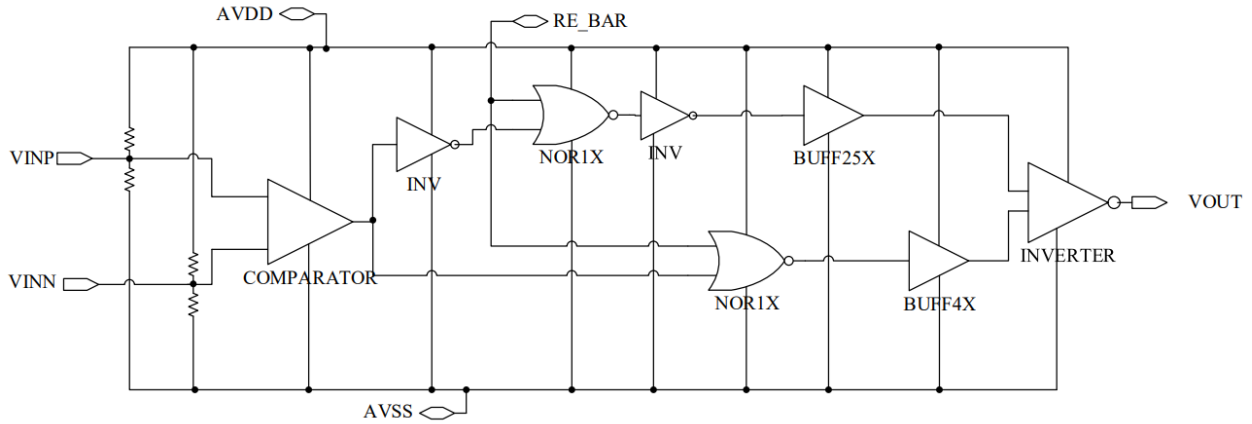 AVDD
RE_BAR
NOR1X
INV
BUFF25X
VINP
INV
VOUT
COMPARATOR
INVERTER
VINN
NOR1X
BUFF4X
AVSS